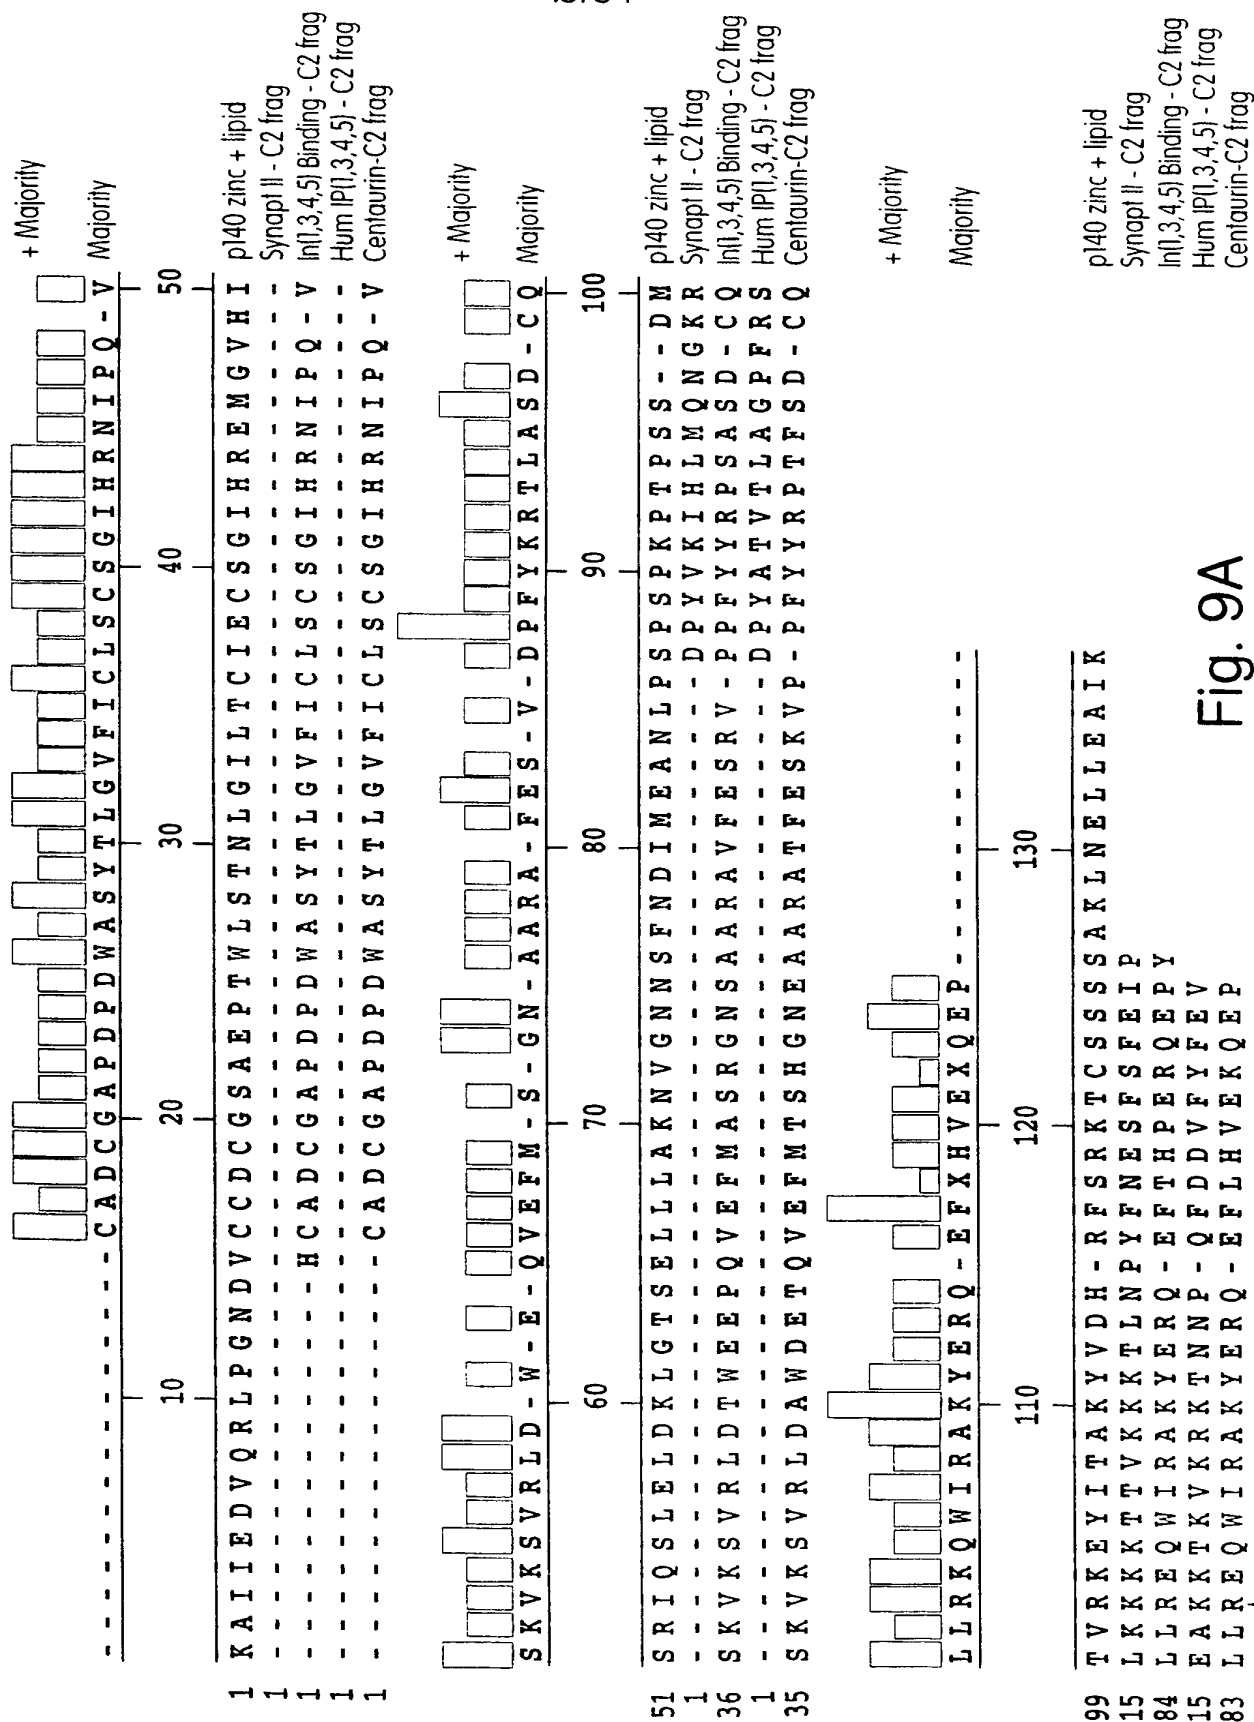 + Majority
- - - - - - - - - - - - - - - C A D C G A P D P D W A S Y T L G V F I C L S C S G I H R N I P Q - V Majority
10 20 30 40 50
1 K A I I E D V Q R L P G N D V C C D C G S A E P T W L S T N L G I L T C I E C S G I H R E M G V H I p140 zinc + lipid
1 - - - - - - - - - - - - - - - - - - - - - - - - - - - - - - - - - - - - - - - - - - - - - - - - - - Synapt II - C2 frag
1 - - - - - - - - - - - - - - H C A D C G A P D P D W A S Y T L G V F I C L S C S G I H R N I P Q - V In(1,3,4,5) Binding - C2 frag
1 - - - - - - - - - - - - - - - - - - - - - - - - - - - - - - - - - - - - - - - - - - - - - - - - - - Hum IP(1,3,4,5) - C2 frag
1 - - - - - - - - - - - - - - - C A D C G A P D P D W A S Y T L G V F I C L S C S G I H R N I P Q - V Centaurin-C2 frag
+ Majority
S K V K S V R L D - W - E - Q V E F M - S - G N - A A R A - F E S - V - D P F Y K R T L A S D - C Q Majority
60 70 80 90 100
51 S R I Q S L E L D K L G T S E L L L A K N V G N N S F N D I M E A N L P S P S P K P T P S S - - D M p140 zinc + lipid
1 - - - - - - - - - - - - - - - - - - - - - - - - - - - - - - - - - - - - D P Y V K I H L M Q N G K R Synapt II - C2 frag
36 S K V K S V R L D T W E E P Q V E F M A S R G N S A A R A V F E S R V - P P F Y Y R P S A S D - C Q In(1,3,4,5) Binding - C2 frag
1 - - - - - - - - - - - - - - - - - - - - - - - - - - - - - - - - - - - - D P Y A T V T L A G P F R S Hum IP(1,3,4,5) - C2 frag
35 S K V K S V R L D A W D E T Q V E F M T S H G N E A A R A T F E S K V P - P F Y Y R P T F S D - C Q Centaurin-C2 frag
+ Majority
L L R K Q W I R A K Y E R Q - E F X H V E X Q E P - - - - - - - - - - - - Majority
110 120 130
99 T V R K E Y I T A K Y V D H - R F S R K T C S S S S A K L N E L L E A I K p140 zinc + lipid
15 L K K K K T T V K K K T L N P Y F N E S F S F E I P Synapt II - C2 frag
84 L L R E Q W I R A K Y E R Q - E F T H P E R Q E P Y In(1,3,4,5) Binding - C2 frag
15 E A K K T K V K R K T N N P - Q F D D V F Y F E V Hum IP(1,3,4,5) - C2 frag
83 L L R E Q W I R A K Y E R Q - E F L H V E K Q E P Centaurin-C2 frag
Fig. 9A